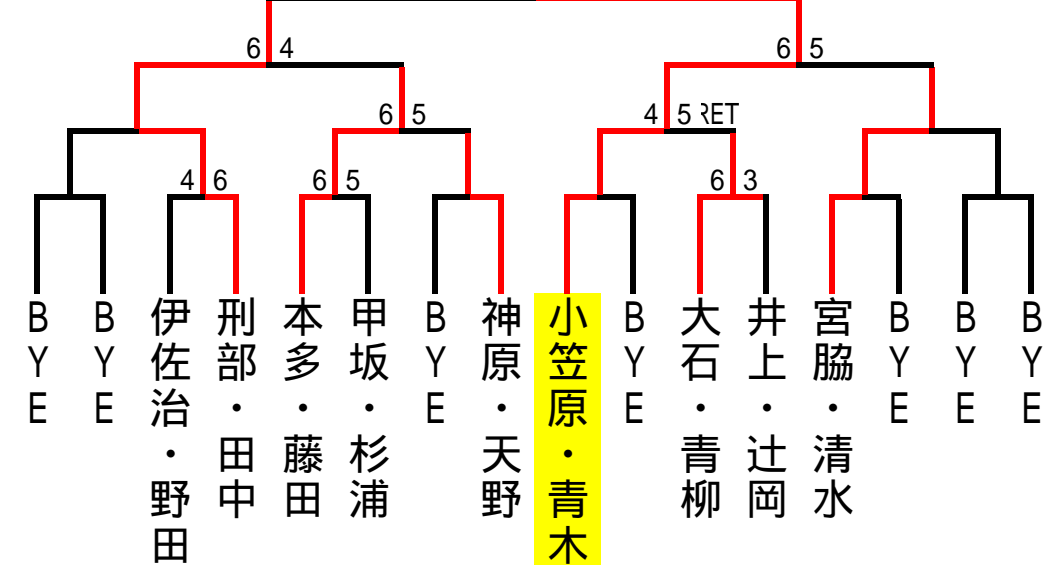 6 4
6 5
6 5
4 5 RET
4 6
6 5
6 3
BYE
BYE
伊佐治・野田
刑部・田中
本多・藤田
甲坂・杉浦
BYE
神原・天野
小笠原・青木
BYE
大石・青柳
井上・辻岡
宮脇・清水
BYE
BYE
BYE